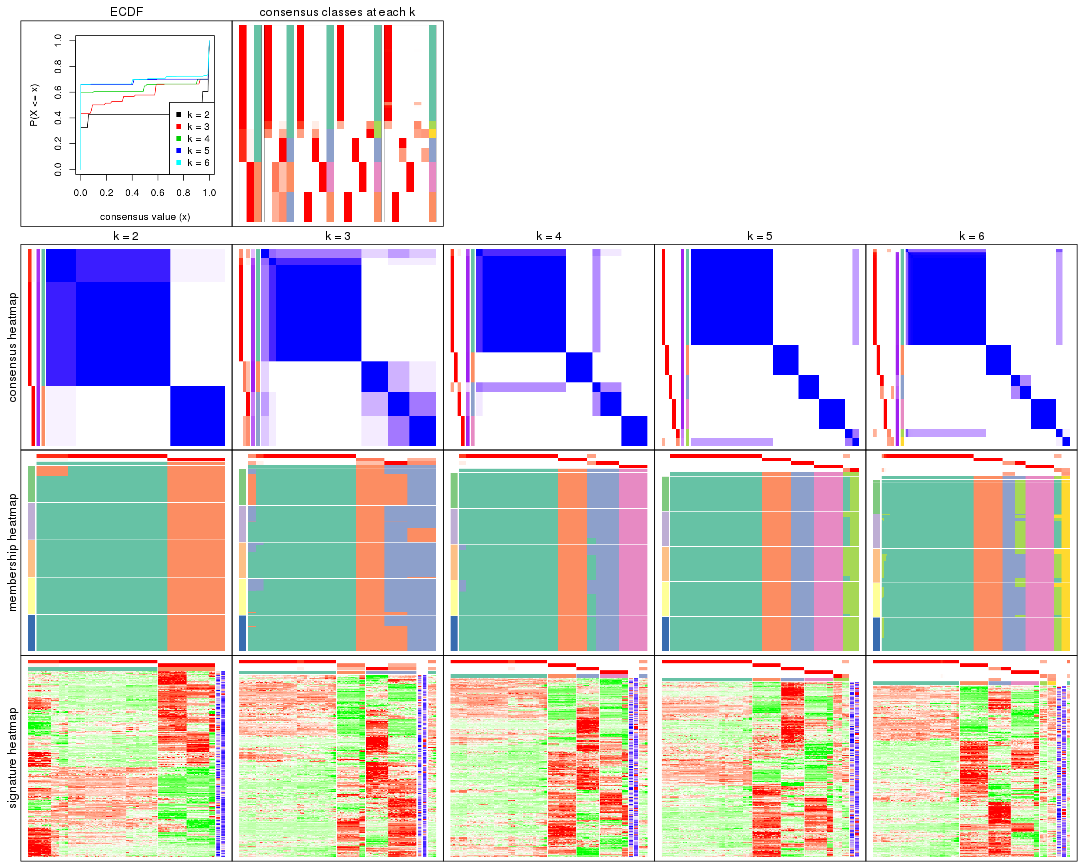 ECDF
consensus classes at each k
P(X <= x)
1.0
0.8
0.6
0.4
0.2
0.0
k = 2
k = 3
k = 4
k = 5
k = 6
0.0 0.2 0.4 0.6 0.8 1.0
consensus value (x)
k = 2
k = 3
k = 4
k = 5
k = 6
consensus heatmap
membership heatmap
signature heatmap